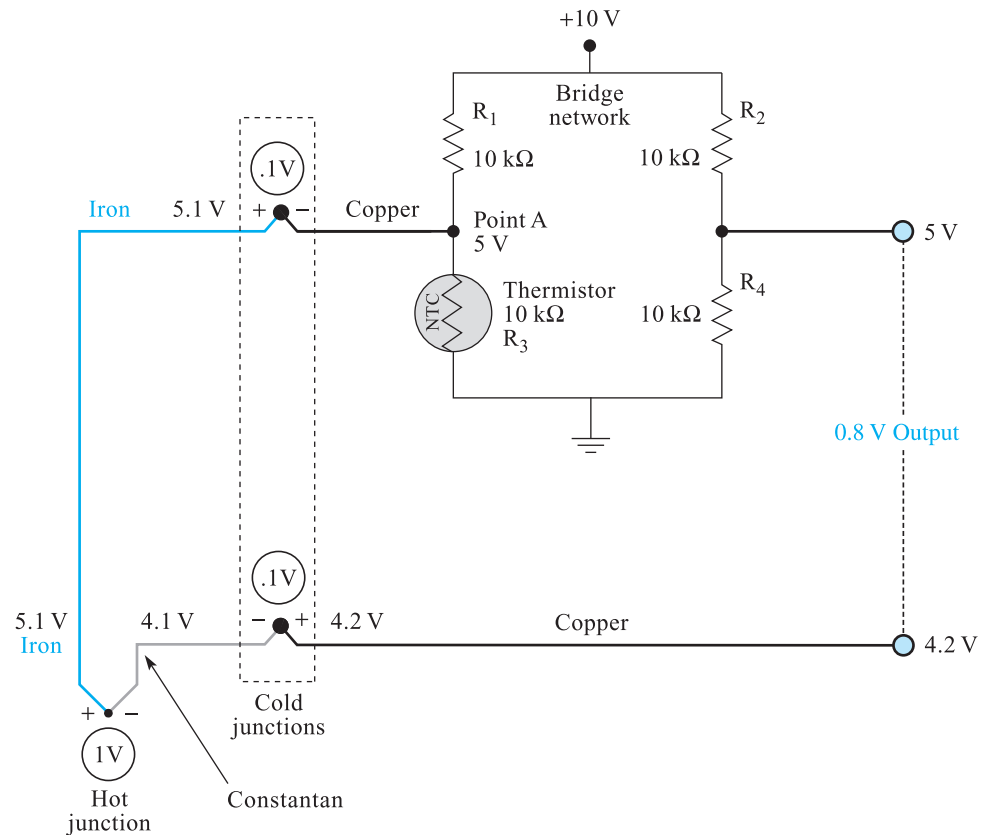 +10 V
Bridge
network
R1
10 kΩ
R2
10 kΩ
.1V
Iron
5.1 V
+ −
Copper
Point A
5 V
5 V
NTC
Thermistor
10 kΩ
R3
R4
10 kΩ
0.8 V Output
.1V
5.1 V
Iron
4.1 V
− +
4.2 V
Copper
4.2 V
Cold
junctions
+ −
1V
Hot
junction
Constantan